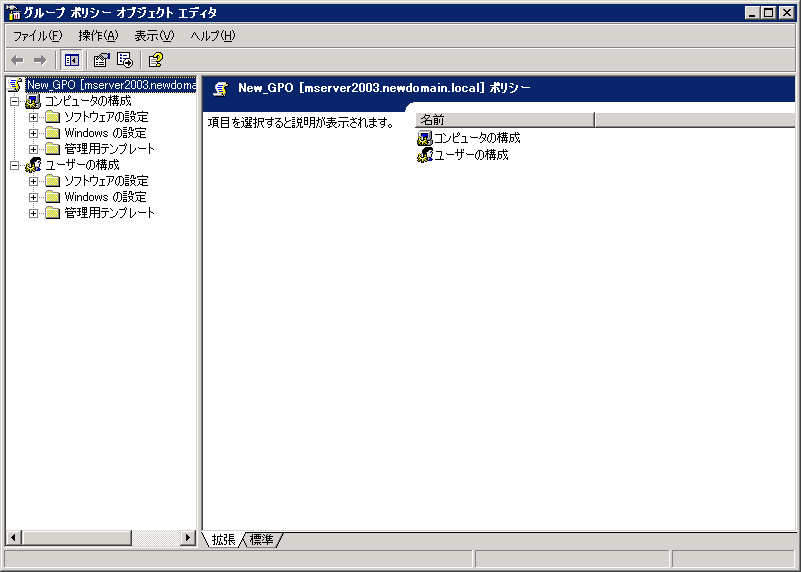 グループ ポリシー オブジェクト エディタ
ファイル(F) 操作(A) 表示(V) ヘルプ(H)
New_GPO [mserver2003.newdoma
コンピュータの構成
ソフトウェアの設定
Windows の設定
管理用テンプレート
ユーザーの構成
ソフトウェアの設定
Windows の設定
管理用テンプレート
New_GPO [mserver2003.newdomain.local] ポリシー
項目を選択すると説明が表示されます。
名前
コンピュータの構成
ユーザーの構成
拡張 標準